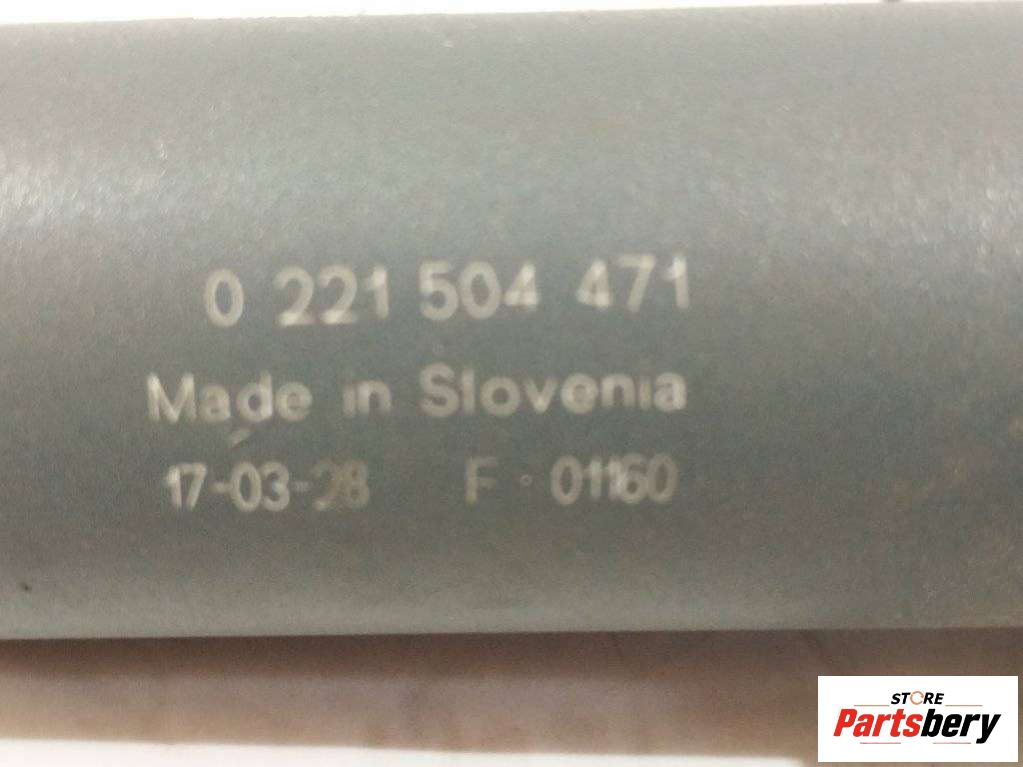 0 221 504 471
Made in Slovenia
17-03-28 F · 01160
STORE
Partsbery